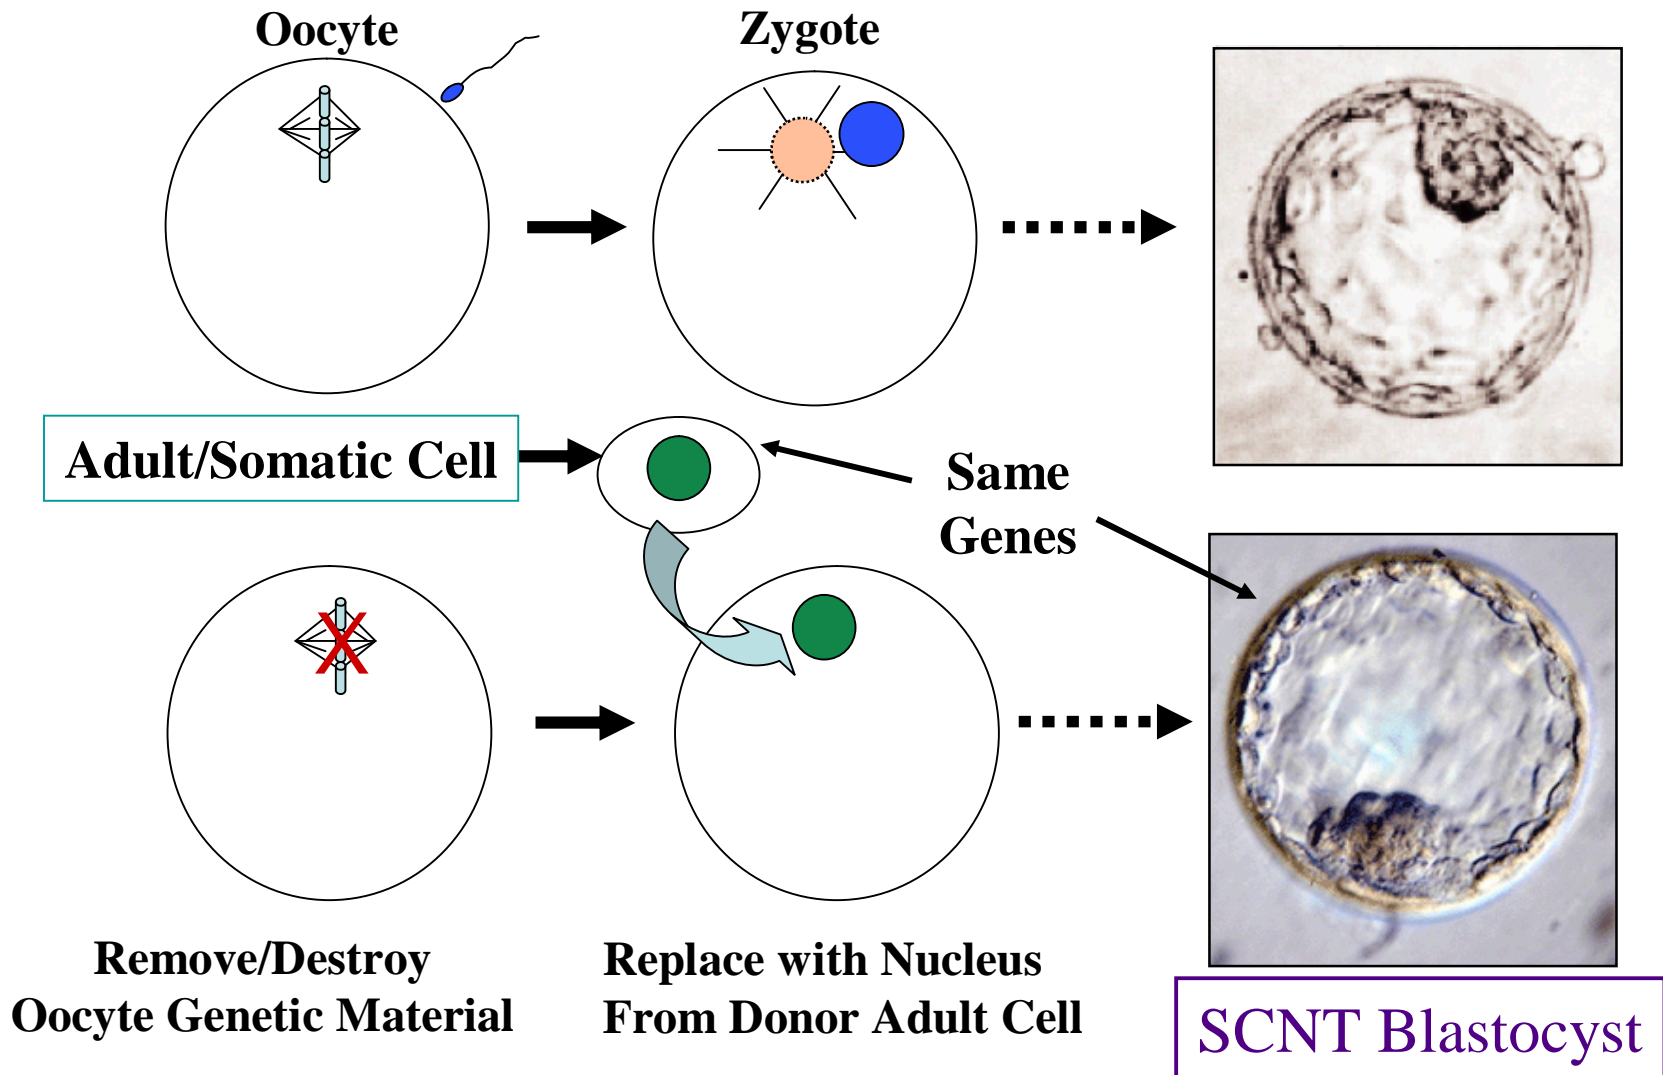 Oocyte
Zygote
Adult/Somatic Cell
Same
Genes
X
Remove/Destroy
Oocyte Genetic Material
Replace with Nucleus
From Donor Adult Cell
SCNT Blastocyst